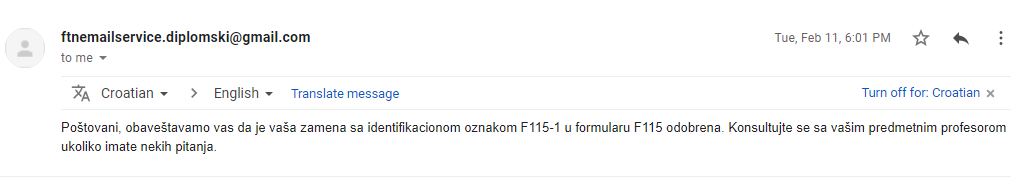 ftnemailservice.diplomski@gmail.com
Tue, Feb 11, 6:01 PM
to me
Croatian > English Translate message
Turn off for: Croatian ×
Poštovani, obaveštavamo vas da je vaša zamena sa identifikacionom oznakom F115-1 u formularu F115 odobrena. Konsultujte se sa vašim predmetnim profesorom
ukoliko imate nekih pitanja.